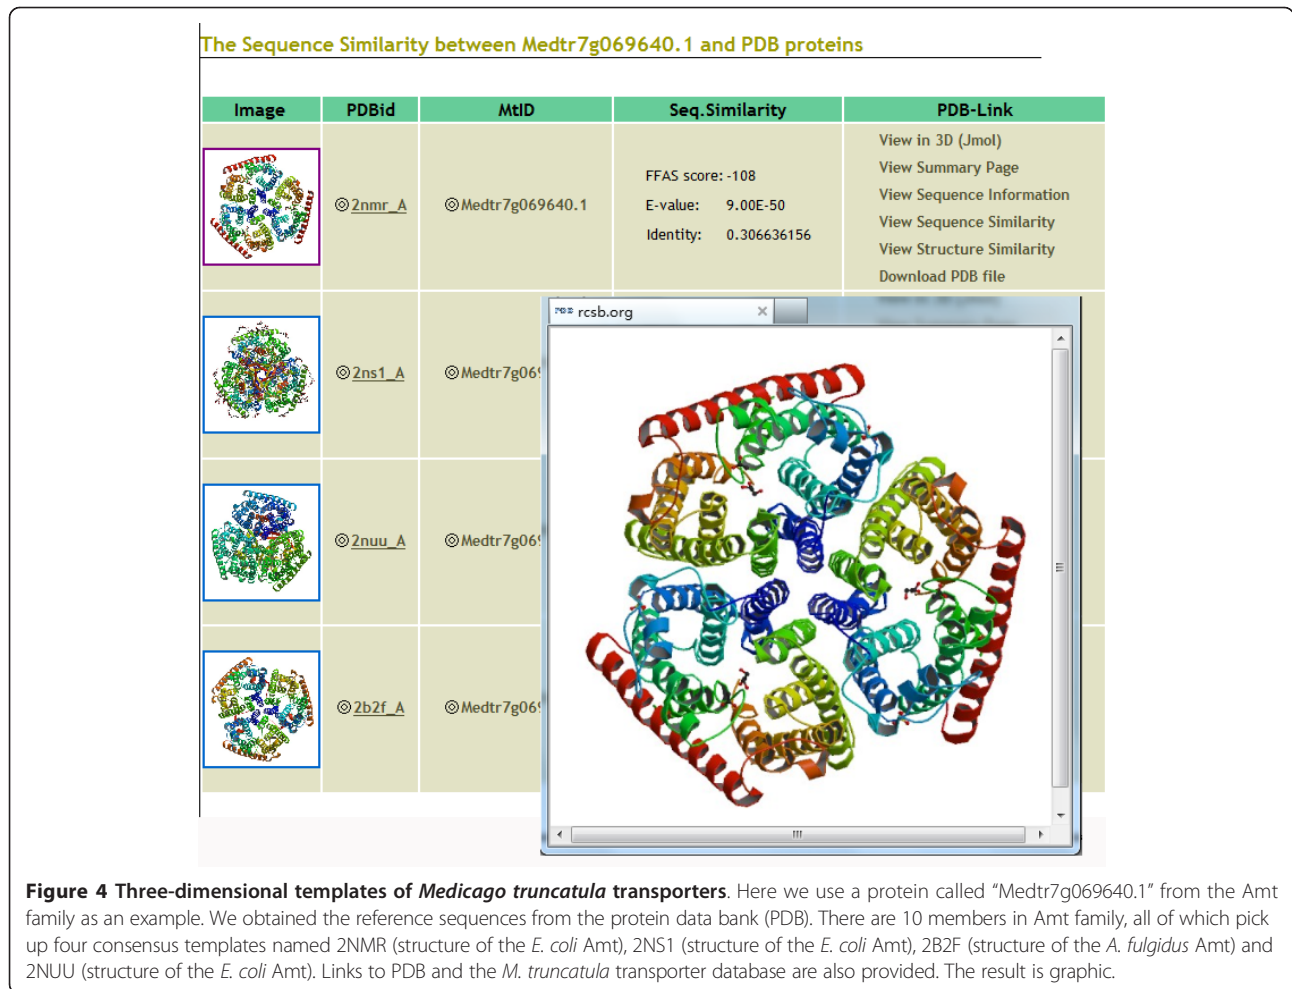 The Sequence Similarity between Medtr7g069640.1 and PDB proteins
Image PDBid MtID Seq.Similarity PDB-Link
2nmr_A Medtr7g069640.1
FFAS score: -108
E-value: 9.00E-50
Identity: 0.306636156
View in 3D (Jmol)
View Summary Page
View Sequence Information
View Sequence Similarity
View Structure Similarity
Download PDB file
rcsb.org
2ns1_A Medtr7g069
2nuu_A Medtr7g069
2b2f_A Medtr7g069
Figure 4 Three-dimensional templates of Medicago truncatula transporters. Here we use a protein called “Medtr7g069640.1” from the Amt
family as an example. We obtained the reference sequences from the protein data bank (PDB). There are 10 members in Amt family, all of which pick
up four consensus templates named 2NMR (structure of the E. coli Amt), 2NS1 (structure of the E. coli Amt), 2B2F (structure of the A. fulgidus Amt) and
2NUU (structure of the E. coli Amt). Links to PDB and the M. truncatula transporter database are also provided. The result is graphic.